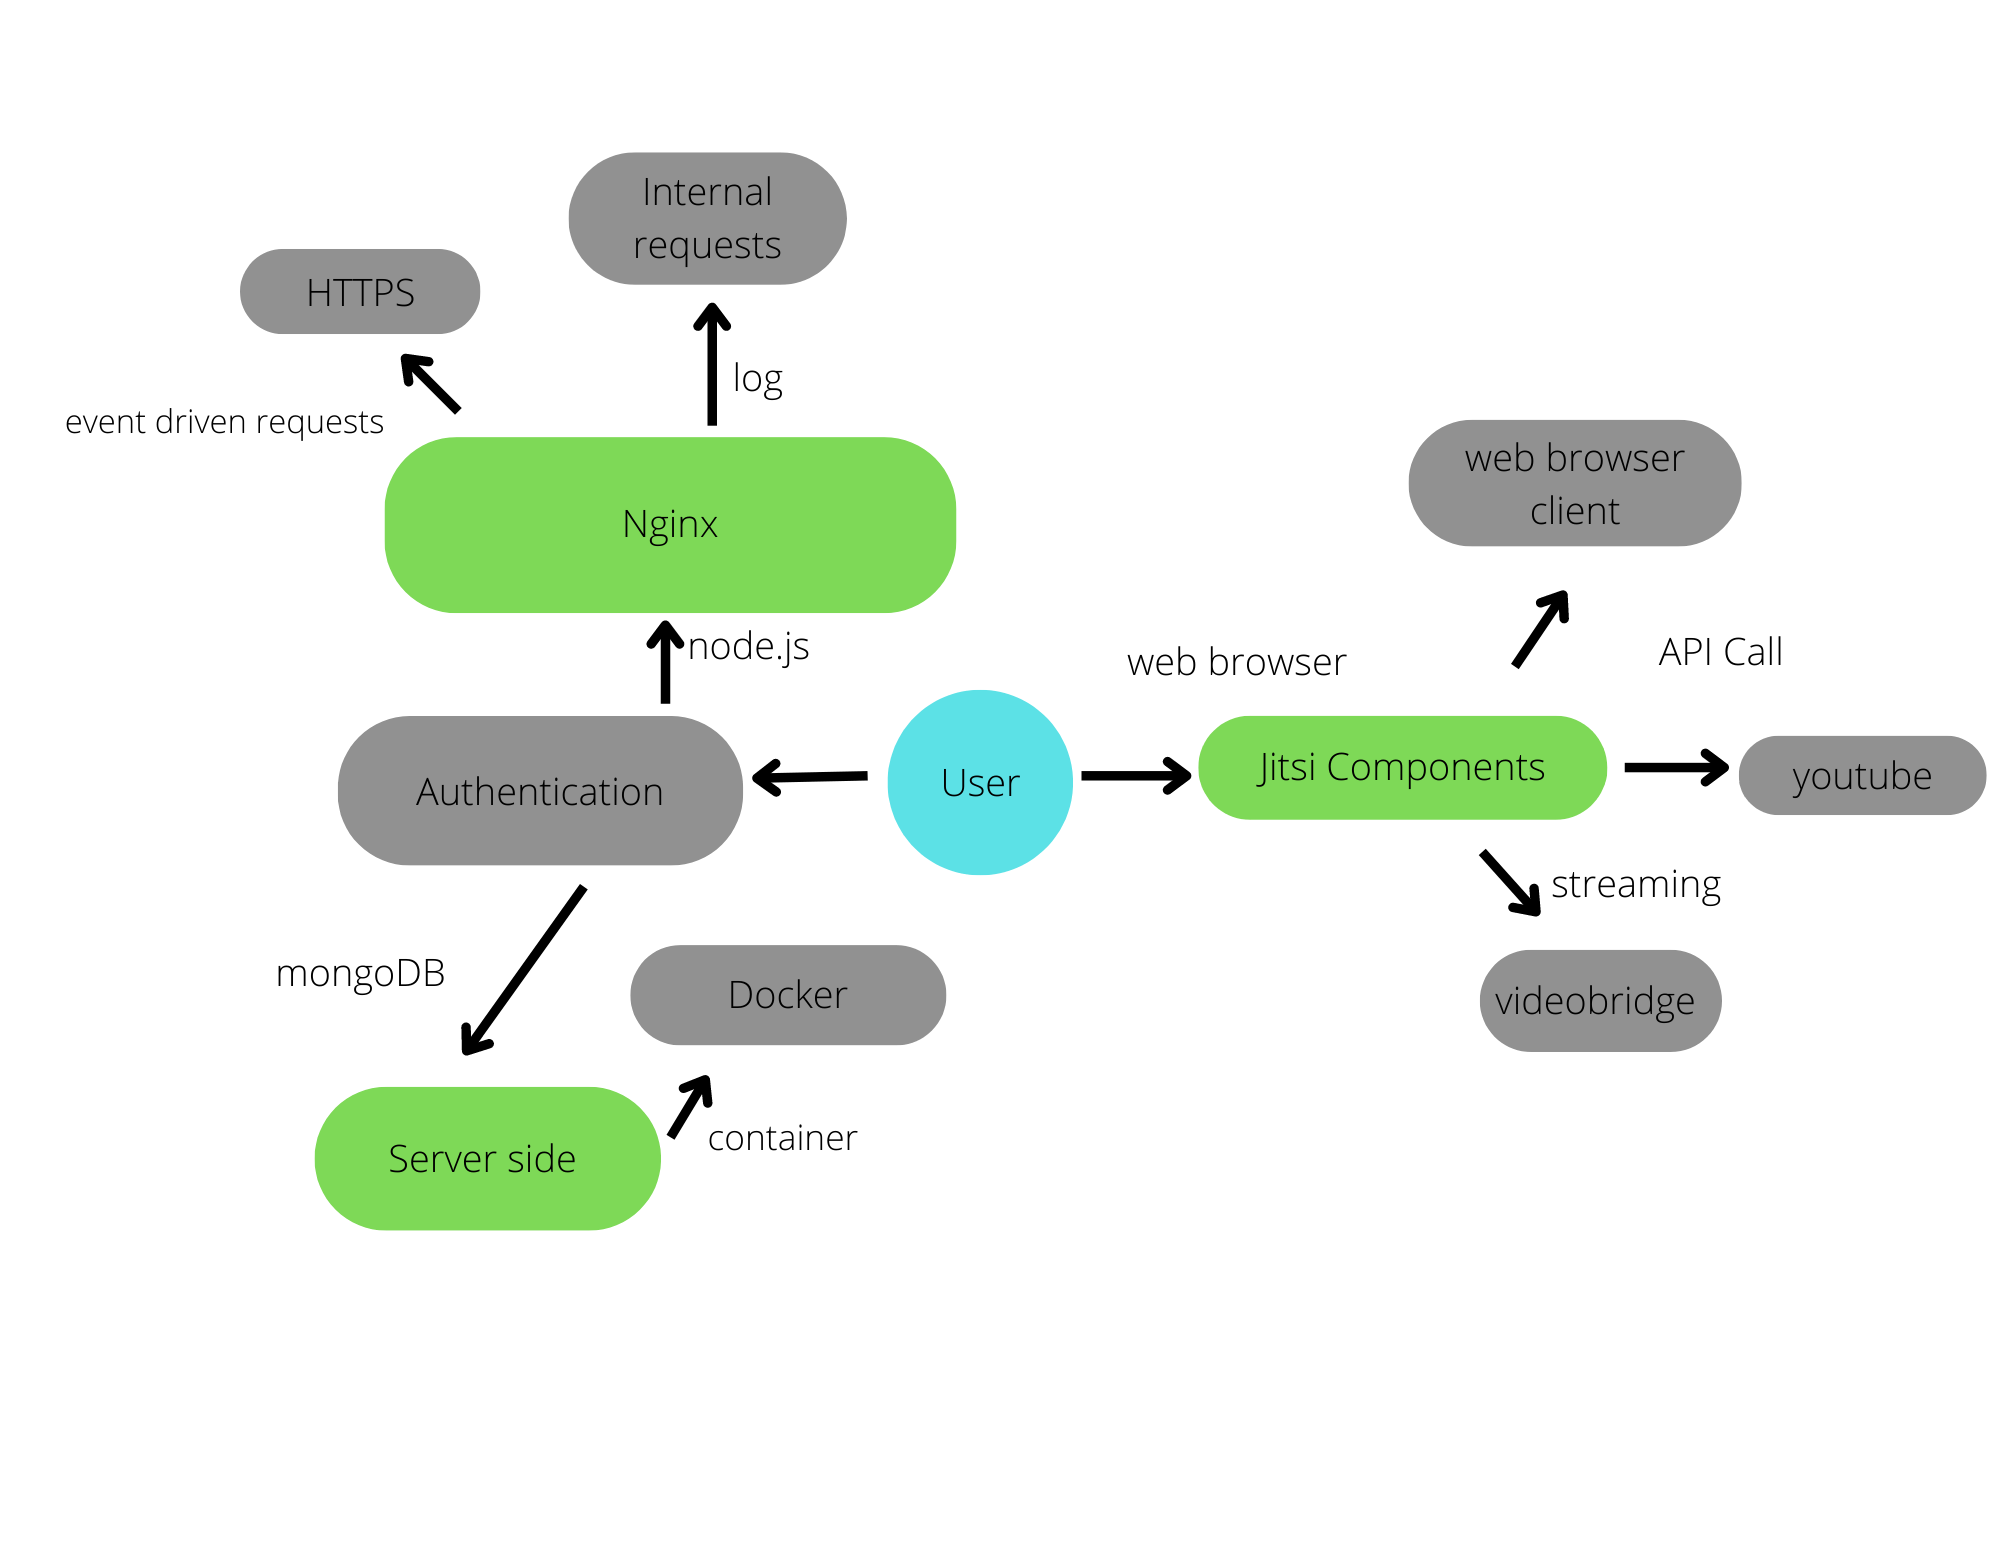 Internal
requests
HTTPS
log
event driven requests
Nginx
node.js
web browser
client
web browser
API Call
Authentication
User
Jitsi Components
youtube
streaming
mongoDB
Docker
videobridge
container
Server side